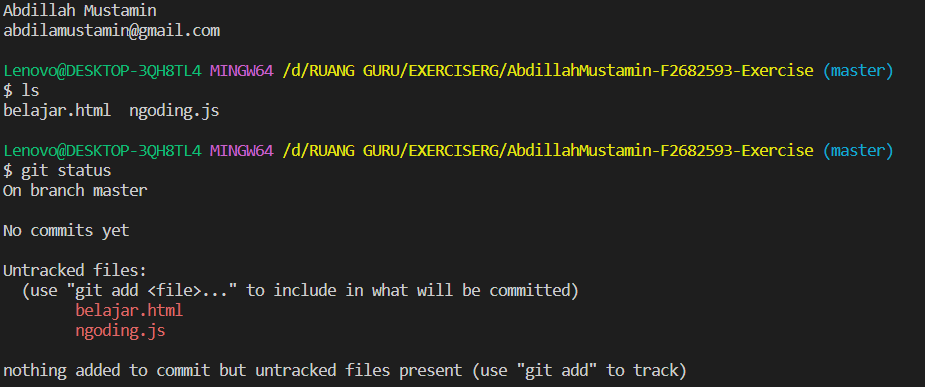 Abdillah Mustamin
abdilamustamin@gmail.com
Lenovo@DESKTOP-3QH8TL4 MINGW64 /d/RUANG GURU/EXERCISERG/AbdillahMustamin-F2682593-Exercise (master)
$ ls
belajar.html  ngoding.js
Lenovo@DESKTOP-3QH8TL4 MINGW64 /d/RUANG GURU/EXERCISERG/AbdillahMustamin-F2682593-Exercise (master)
$ git status
On branch master
No commits yet
Untracked files:
  (use "git add <file>..." to include in what will be committed)
        belajar.html
        ngoding.js
nothing added to commit but untracked files present (use "git add" to track)